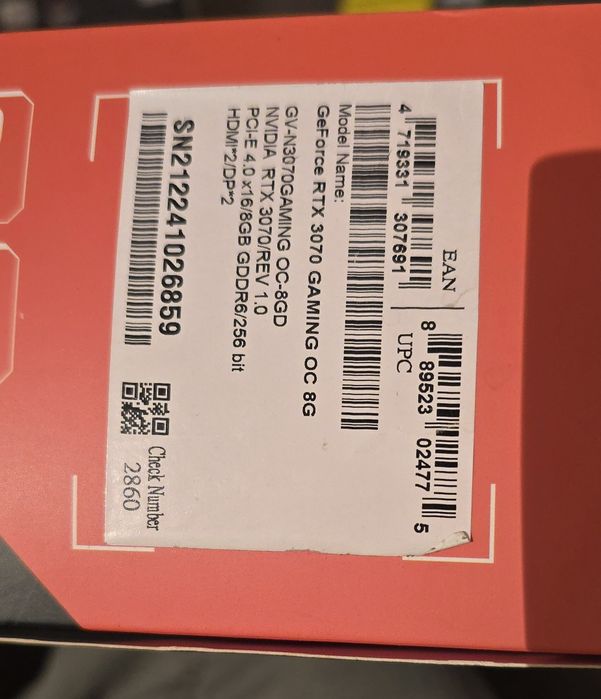 EAN
4 719331 307691
UPC
8 89523 02477 5
Model Name:
GeForce RTX 3070 GAMING OC 8G
GV-N3070GAMING OC-8GD
NVIDIA RTX 3070/REV 1.0
PCI-E 4.0 x16/8GB GDDR6/256 bit
HDMI*2/DP*2
SN212241026859
Check Number
2860